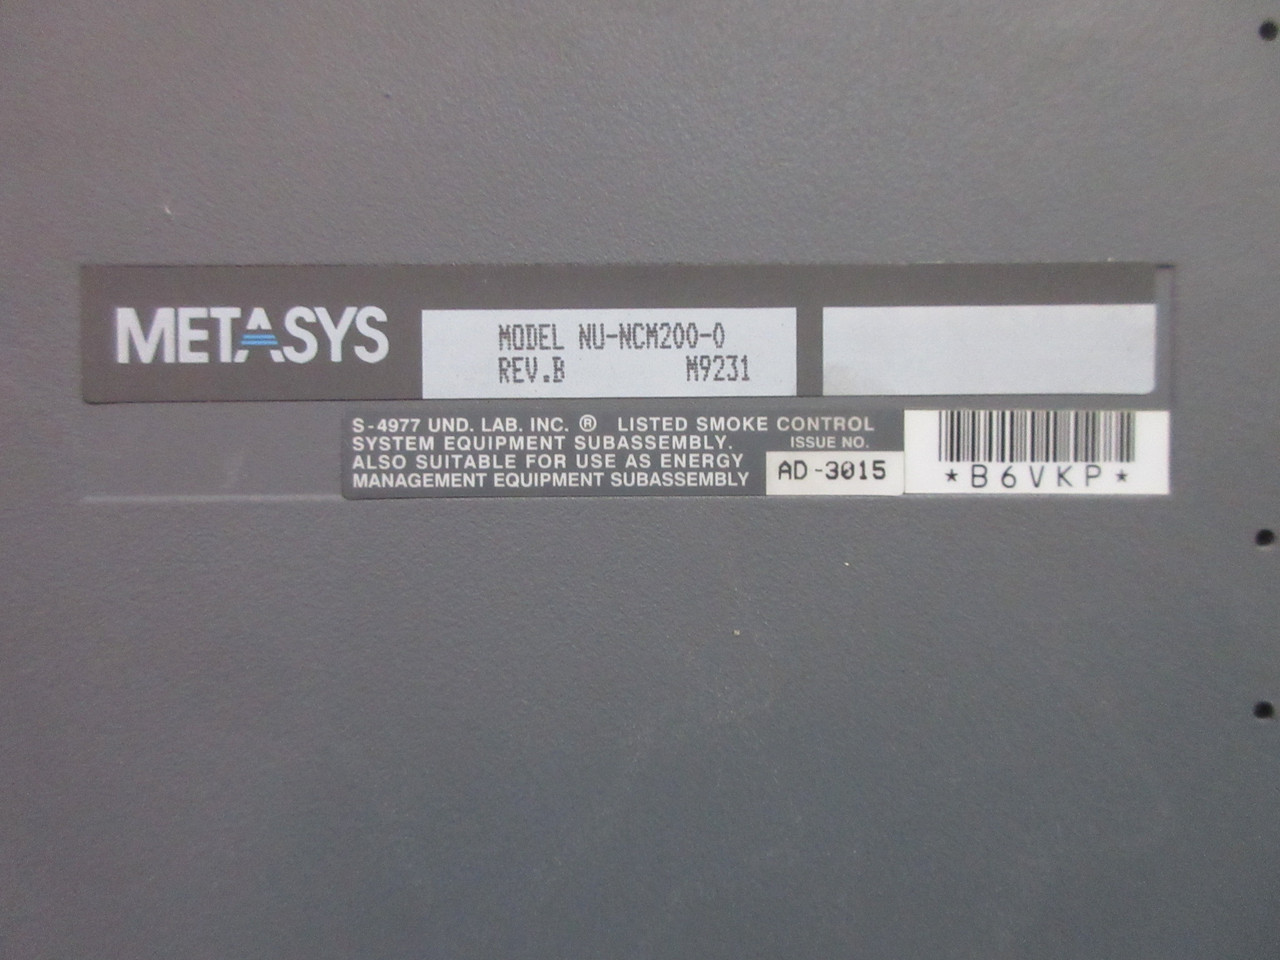 METASYS
MODEL NU-NCM200-0
REV.B M9231
S-4977 UND. LAB. INC. ® LISTED SMOKE CONTROL
SYSTEM EQUIPMENT SUBASSEMBLY.
ALSO SUITABLE FOR USE AS ENERGY
MANAGEMENT EQUIPMENT SUBASSEMBLY
ISSUE NO.
AD-3015
*B6VKP*